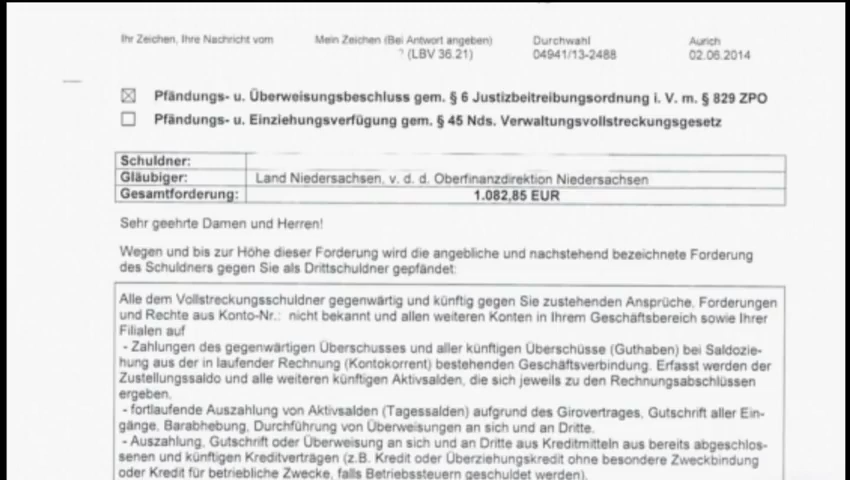 Ihr Zeichen, Ihre Nachricht vom Mein Zeichen (Bei Antwort angeben) Durchwahl Aurich
(LBV 36.21) 04941/13-2488 02.06.2014
☒ Pfändungs- u. Überweisungsbeschluss gem. § 6 Justizbeitreibungsordnung i. V. m. § 829 ZPO
☐ Pfändungs- u. Einziehungsverfügung gem. § 45 Nds. Verwaltungsvollstreckungsgesetz
Schuldner:
Gläubiger: Land Niedersachsen, v. d. d. Oberfinanzdirektion Niedersachsen
Gesamtforderung: 1.082,85 EUR
Sehr geehrte Damen und Herren!
Wegen und bis zur Höhe dieser Forderung wird die angebliche und nachstehend bezeichnete Forderung
des Schuldners gegen Sie als Drittschuldner gepfändet:
Alle dem Vollstreckungsschuldner gegenwärtig und künftig gegen Sie zustehenden Ansprüche, Forderungen
und Rechte aus Konto-Nr.: nicht bekannt und allen weiteren Konten in Ihrem Geschäftsbereich sowie Ihrer
Filialen auf
- Zahlungen des gegenwärtigen Überschusses und aller künftigen Überschüsse (Guthaben) bei Saldozie-
hung aus der in laufender Rechnung (Kontokorrent) bestehenden Geschäftsverbindung. Erfasst werden der
Zustellungssaldo und alle weiteren künftigen Aktivsalden, die sich jeweils zu den Rechnungsabschlüssen
ergeben.
- fortlaufende Auszahlung von Aktivsalden (Tagessalden) aufgrund des Girovertrages, Gutschrift aller Ein-
gänge, Barabhebung, Durchführung von Überweisungen an sich und an Dritte.
- Auszahlung, Gutschrift oder Überweisung an sich und an Dritte aus Kreditmitteln aus bereits abgeschlos-
senen und künftigen Kreditverträgen (z.B. Kredit oder Überziehungskredit ohne besondere Zweckbindung
oder Kredit für betriebliche Zwecke, falls Betriebssteuern geschuldet werden).